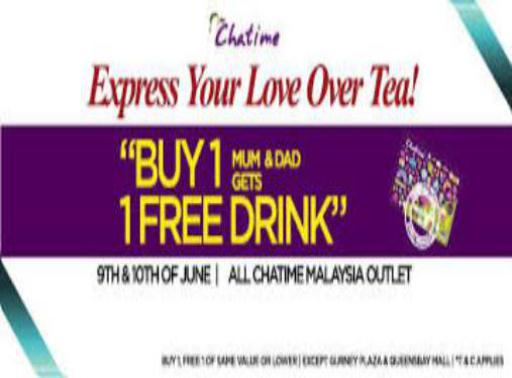 Chatime
Express Your Love Over Tea!
“BUY 1 MUM & DAD GETS
1 FREE DRINK”
9TH & 10TH OF JUNE | ALL CHATIME MALAYSIA OUTLET
BUY 1, FREE 1 OF SAME VALUE OR LOWER | EXCEPT GURNEY PLAZA & QUEENSBAY MALL | *T & C APPLIES